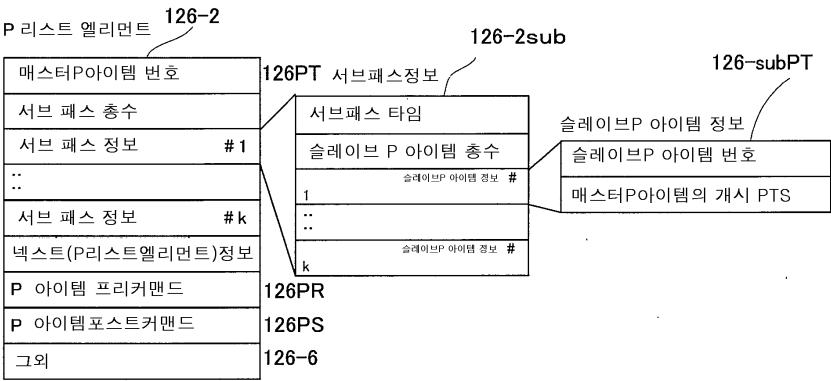 P 리스트 엘리먼트
126-2
매스터P아이템 번호
126PT
서브 패스 총수
서브 패스 정보 #1
::
서브 패스 정보 #k
넥스트(P리스트엘리먼트)정보
P 아이템 프리커맨드
126PR
P 아이템포스트커맨드
126PS
그외
126-6
서브패스정보
126-2sub
서브패스 타임
슬레이브 P 아이템 총수
슬레이브P 아이템 정보 #
1
::
슬레이브P 아이템 정보 #
k
슬레이브P 아이템 정보
126-subPT
슬레이브P 아이템 번호
매스터P아이템의 개시 PTS